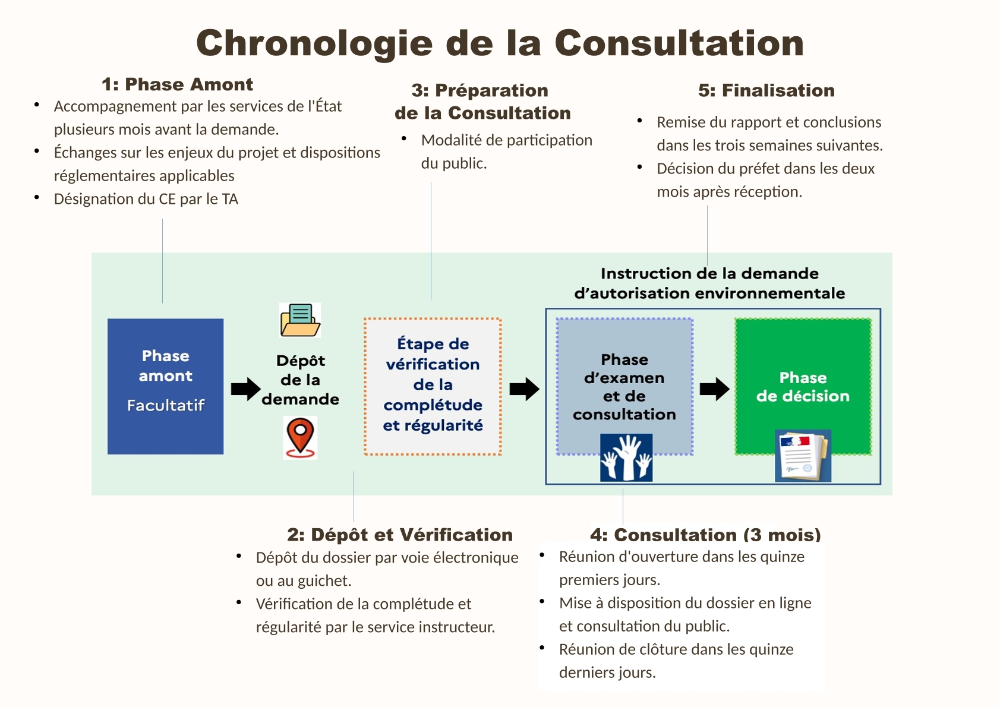 Chronologie de la Consultation
1: Phase Amont
• Accompagnement par les services de l'État
plusieurs mois avant la demande.
• Échanges sur les enjeux du projet et dispositions
réglementaires applicables
• Désignation du CE par le TA
3: Préparation
de la Consultation
• Modalité de participation
du public.
5: Finalisation
• Remise du rapport et conclusions
dans les trois semaines suivantes.
• Décision du préfet dans les deux
mois après réception.
Instruction de la demande
d’autorisation environnementale
Phase
amont
Facultatif
Dépôt
de la
demande
Étape de
vérification
de la
complétude
et régularité
Phase
d’examen
et de
consultation
Phase
de décision
2: Dépôt et Vérification
• Dépôt du dossier par voie électronique
ou au guichet.
• Vérification de la complétude et
régularité par le service instructeur.
4: Consultation (3 mois)
• Réunion d'ouverture dans les quinze
premiers jours.
• Mise à disposition du dossier en ligne
et consultation du public.
• Réunion de clôture dans les quinze
derniers jours.